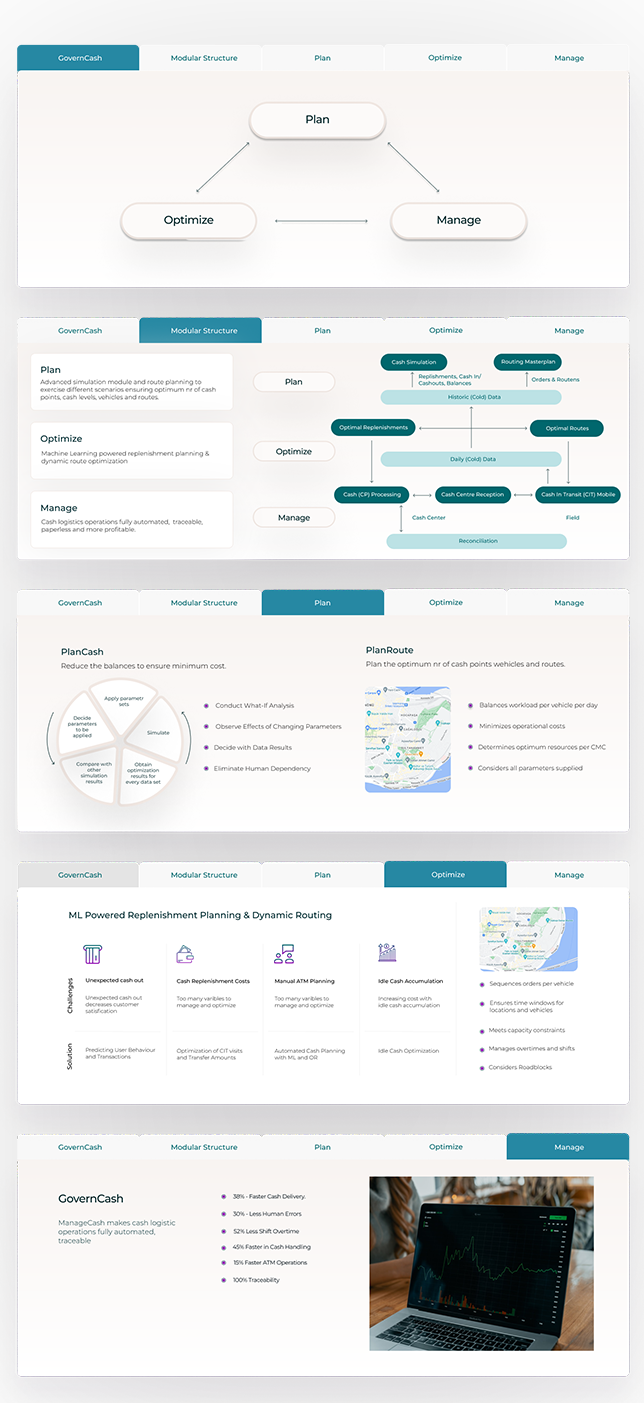 GovernCash
Modular Structure
Plan
Optimize
Manage
Plan
Optimize
Manage
GovernCash
Modular Structure
Plan
Optimize
Manage
Plan
Advanced simulation module and route planning to
exercise different scenarios ensuring optimum nr of cash
points, cash levels, vehicles and routes.
Optimize
Machine Learning powered replenishment planning &
dynamic route optimization
Manage
Cash logistics operations fully automated, traceable,
paperless and more profitable.
Plan
Optimize
Manage
Cash Simulation
Routing Masterplan
Replishments, Cash In/
Cashouts, Balances
Orders & Routens
Historic (Cold) Data
Optimal Replenishments
Optimal Routes
Daily (Cold) Data
Cash (CP) Processing
Cash Centre Reception
Cash In Transit (CIT) Mobile
Cash Center
Field
Reconciliation
GovernCash
Modular Structure
Plan
Optimize
Manage
PlanCash
Reduce the balances to ensure minimum cost.
Apply parametr
sets
Simulate
Obtain
optimization
results for
every data set
Compare with
other
simulation
results
Decide
parameters
to be
applied
Conduct What-If Analysis
Observe Effects of Changing Parameters
Decide with Data Results
Eliminate Human Dependency
PlanRoute
Plan the optimum nr of cash points wehicles and routes.
Balances workload per vehicle per day
Minimizes operational costs
Determines optimum resources per CMC
Considers all parameters supplied
GovernCash
Modular Structure
Plan
Optimize
Manage
ML Powered Replenishment Planning & Dynamic Routing
Challenges
Unexpected cash out
Unexpected cash out
decreases customer
satisfication
Cash Replenishment Costs
Too many varibles to
manage and optimize
Manual ATM Planning
Too many varibles to
manage and optimize
Idle Cash Accumulation
Increasing cost with
idle cash accumulation
Solution
Predicting User Behaviour
and Transactions
Optimization of CIT visits
and Transfer Amounts
Automated Cash Planning
with ML and OR
Idle Cash Optimization
Sequences orders per vehicle
Ensures time windows for
locations and vehicles
Meets capacity constraints
Manages overtimes and shifts
Considers Roadblocks
GovernCash
Modular Structure
Plan
Optimize
Manage
GovernCash
ManageCash makes cash logistic
operations fully automated,
traceable
38% - Faster Cash Delivery.
30% - Less Human Errors
52% Less Shift Overtime
45% Faster in Cash Handling
15% Faster ATM Operations
100% Traceability